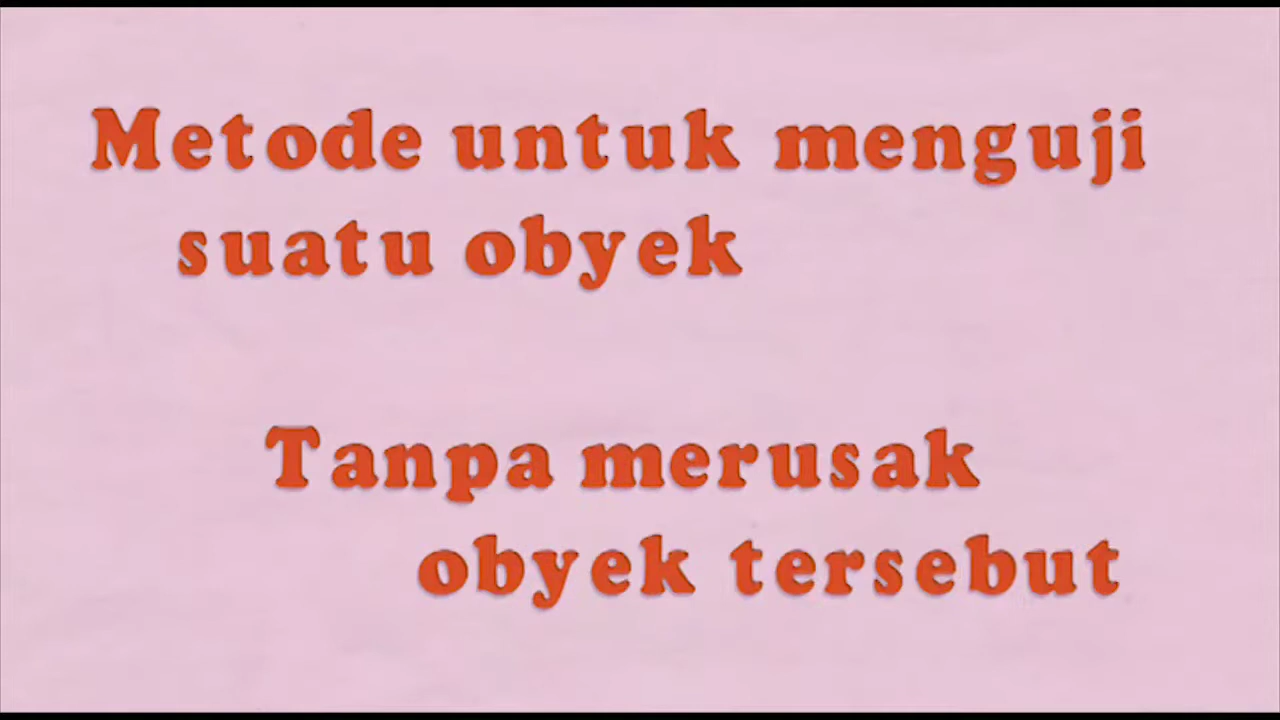 Metode untuk menguji
suatu obyek
Tanpa merusak
obyek tersebut